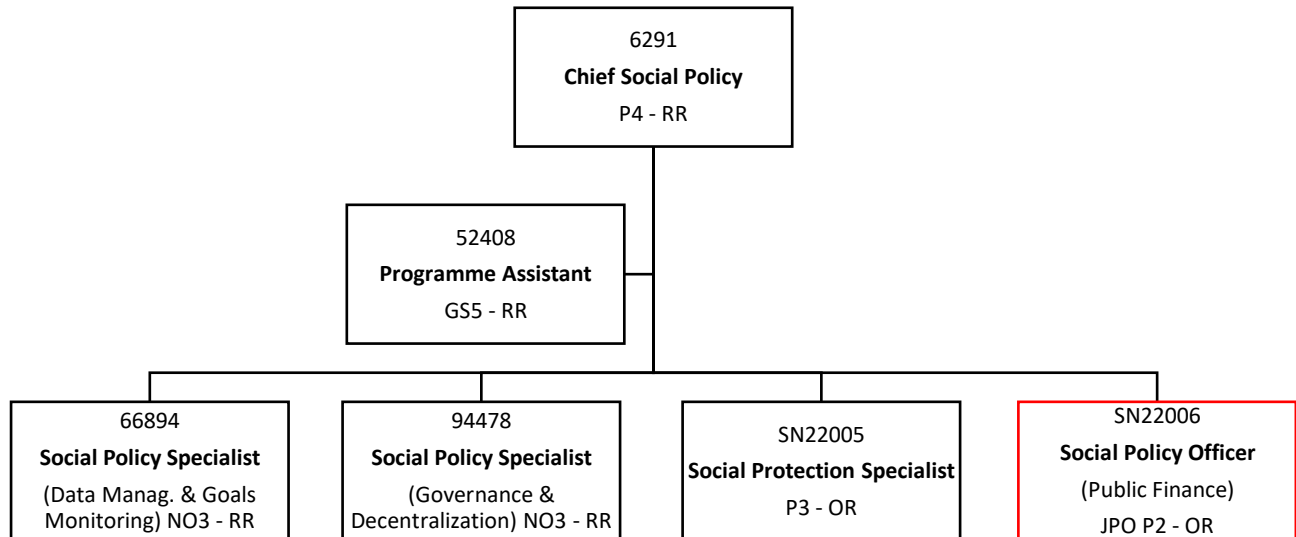 6291
Chief Social Policy
P4 - RR
52408
Programme Assistant
GS5 - RR
66894
Social Policy Specialist
(Data Manag. & Goals
Monitoring) NO3 - RR
94478
Social Policy Specialist
(Governance &
Decentralization) NO3 - RR
SN22005
Social Protection Specialist
P3 - OR
SN22006
Social Policy Officer
(Public Finance)
JPO P2 - OR